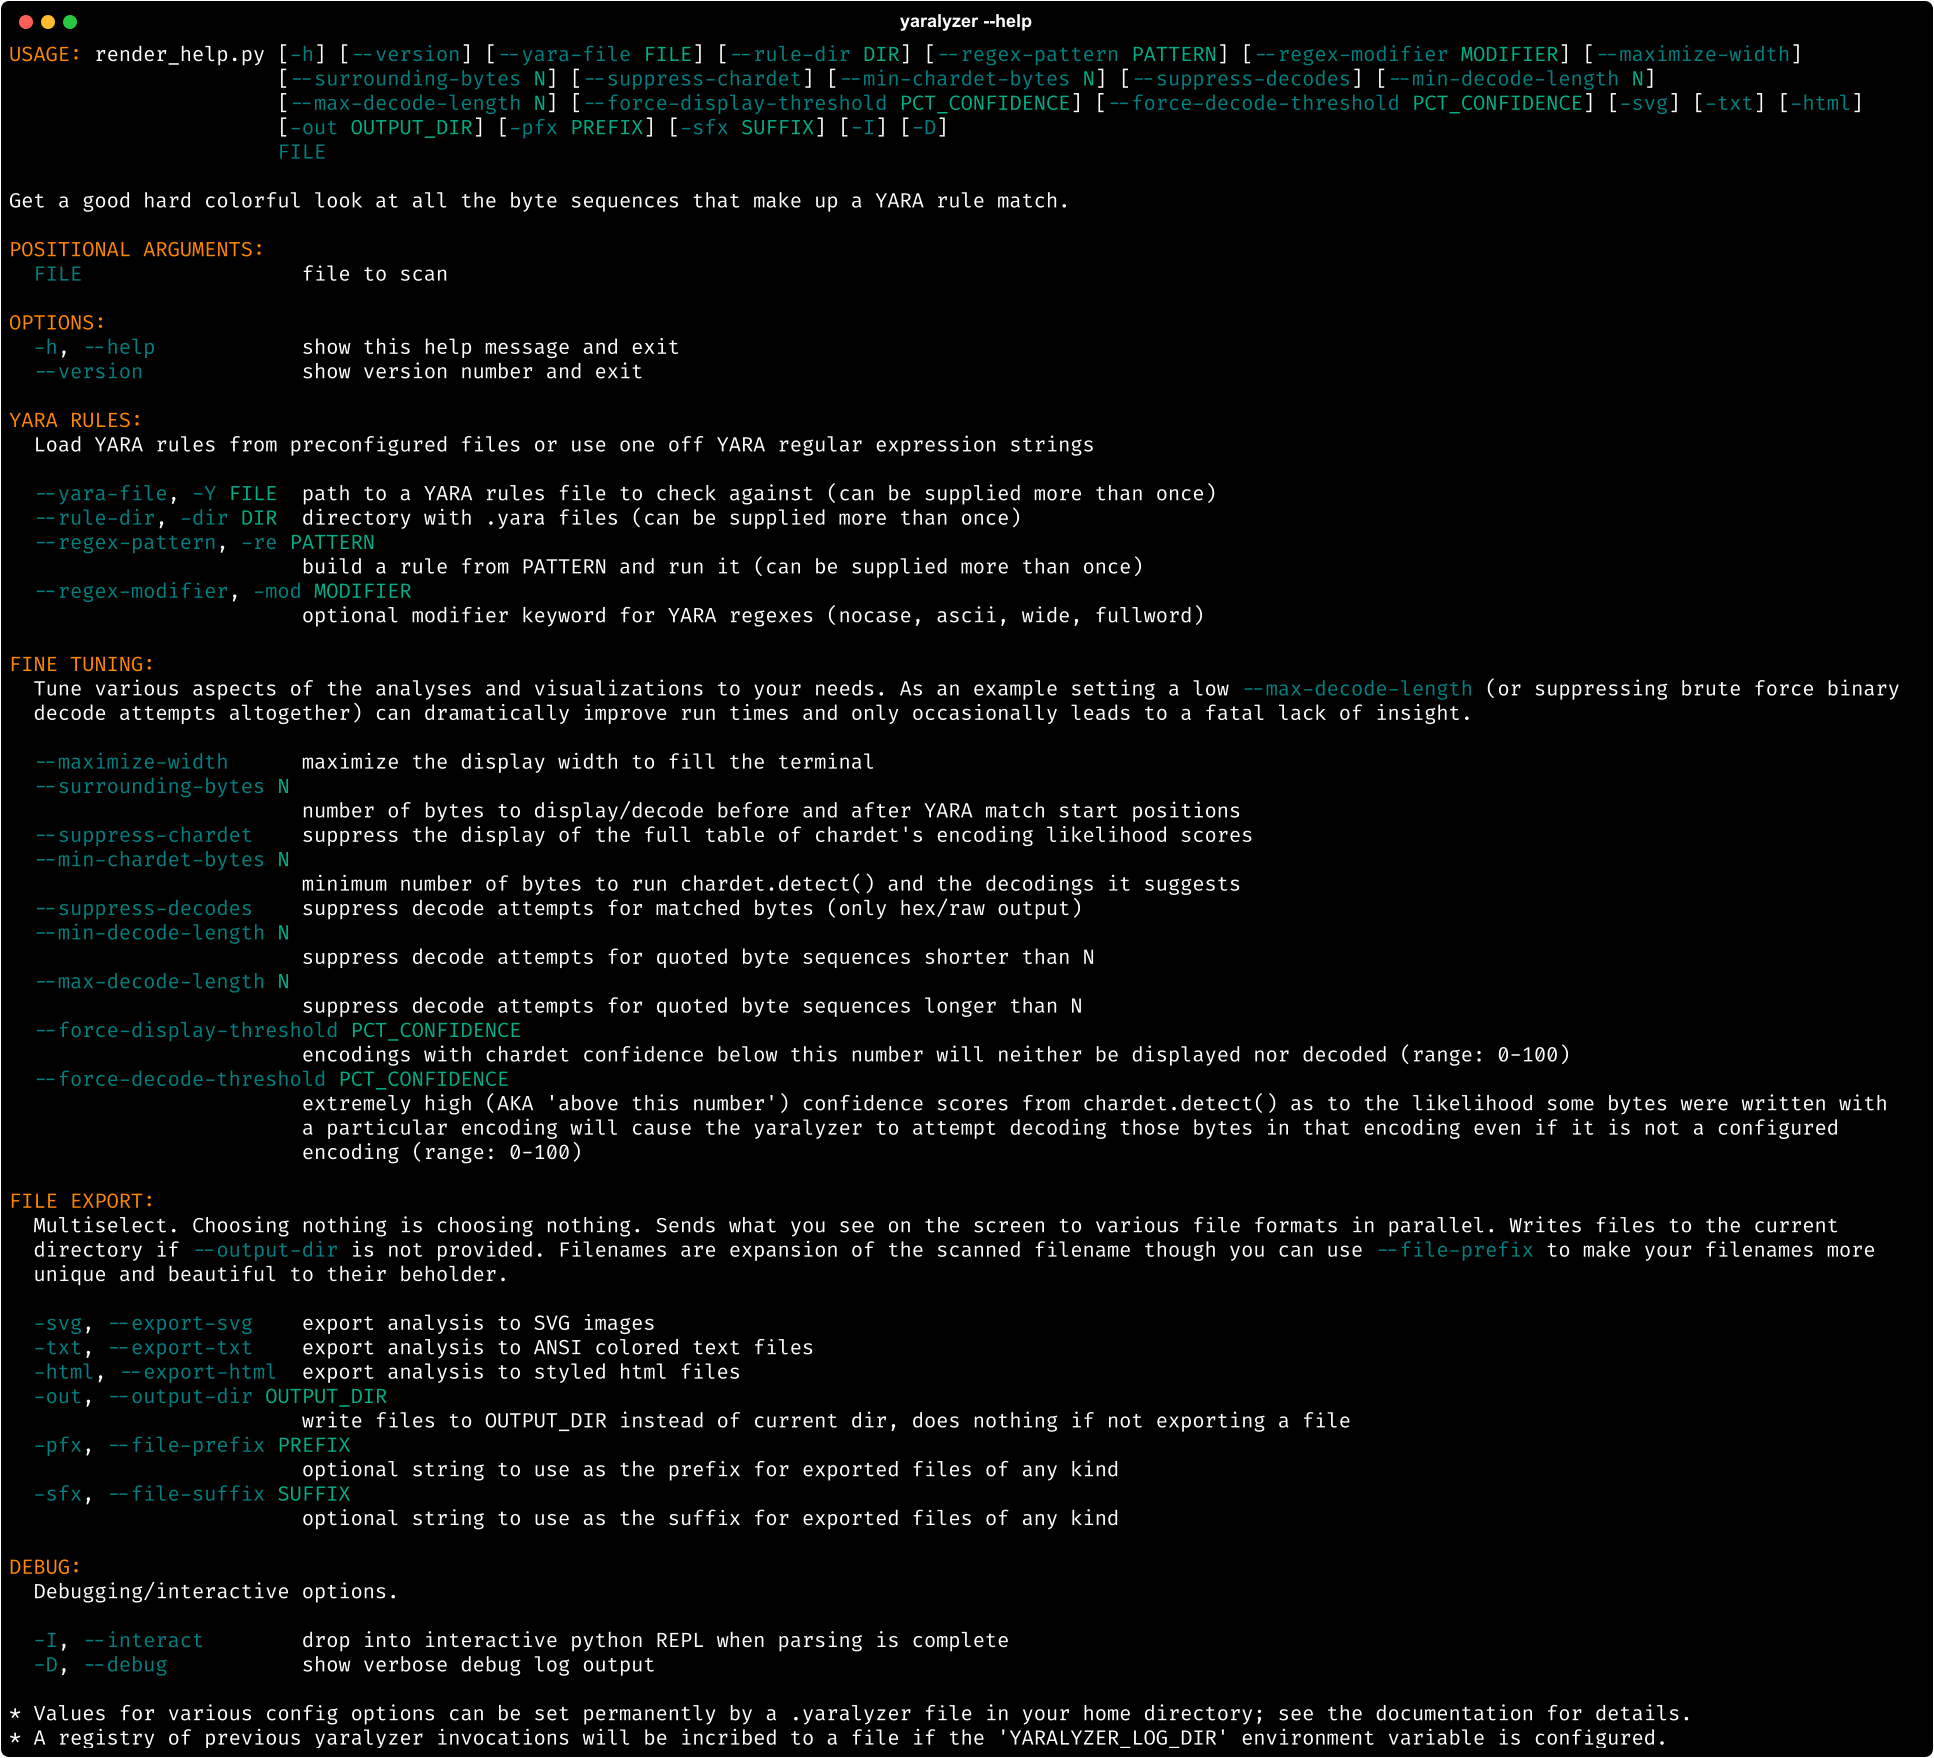 yaralyzer --help
USAGE: render_help.py [-h] [--version] [--yara-file FILE] [--rule-dir DIR] [--regex-pattern PATTERN] [--regex-modifier MODIFIER] [--maximize-width]
[--surrounding-bytes N] [--suppress-chardet] [--min-chardet-bytes N] [--suppress-decodes] [--min-decode-length N]
[--max-decode-length N] [--force-display-threshold PCT_CONFIDENCE] [--force-decode-threshold PCT_CONFIDENCE] [-svg] [-txt] [-html]
[-out OUTPUT_DIR] [-pfx PREFIX] [-sfx SUFFIX] [-I] [-D]
FILE
Get a good hard colorful look at all the byte sequences that make up a YARA rule match.
POSITIONAL ARGUMENTS:
FILE file to scan
OPTIONS:
-h, --help show this help message and exit
--version show version number and exit
YARA RULES:
Load YARA rules from preconfigured files or use one off YARA regular expression strings
--yara-file, -Y FILE path to a YARA rules file to check against (can be supplied more than once)
--rule-dir, -dir DIR directory with .yara files (can be supplied more than once)
--regex-pattern, -re PATTERN
build a rule from PATTERN and run it (can be supplied more than once)
--regex-modifier, -mod MODIFIER
optional modifier keyword for YARA regexes (nocase, ascii, wide, fullword)
FINE TUNING:
Tune various aspects of the analyses and visualizations to your needs. As an example setting a low --max-decode-length (or suppressing brute force binary
decode attempts altogether) can dramatically improve run times and only occasionally leads to a fatal lack of insight.
--maximize-width maximize the display width to fill the terminal
--surrounding-bytes N
number of bytes to display/decode before and after YARA match start positions
--suppress-chardet suppress the display of the full table of chardet's encoding likelihood scores
--min-chardet-bytes N
minimum number of bytes to run chardet.detect() and the decodings it suggests
--suppress-decodes suppress decode attempts for matched bytes (only hex/raw output)
--min-decode-length N
suppress decode attempts for quoted byte sequences shorter than N
--max-decode-length N
suppress decode attempts for quoted byte sequences longer than N
--force-display-threshold PCT_CONFIDENCE
encodings with chardet confidence below this number will neither be displayed nor decoded (range: 0-100)
--force-decode-threshold PCT_CONFIDENCE
extremely high (AKA 'above this number') confidence scores from chardet.detect() as to the likelihood some bytes were written with
a particular encoding will cause the yaralyzer to attempt decoding those bytes in that encoding even if it is not a configured
encoding (range: 0-100)
FILE EXPORT:
Multiselect. Choosing nothing is choosing nothing. Sends what you see on the screen to various file formats in parallel. Writes files to the current
directory if --output-dir is not provided. Filenames are expansion of the scanned filename though you can use --file-prefix to make your filenames more
unique and beautiful to their beholder.
-svg, --export-svg export analysis to SVG images
-txt, --export-txt export analysis to ANSI colored text files
-html, --export-html export analysis to styled html files
-out, --output-dir OUTPUT_DIR
write files to OUTPUT_DIR instead of current dir, does nothing if not exporting a file
-pfx, --file-prefix PREFIX
optional string to use as the prefix for exported files of any kind
-sfx, --file-suffix SUFFIX
optional string to use as the suffix for exported files of any kind
DEBUG:
Debugging/interactive options.
-I, --interact drop into interactive python REPL when parsing is complete
-D, --debug show verbose debug log output
* Values for various config options can be set permanently by a .yaralyzer file in your home directory; see the documentation for details.
* A registry of previous yaralyzer invocations will be incribed to a file if the 'YARALYZER_LOG_DIR' environment variable is configured.